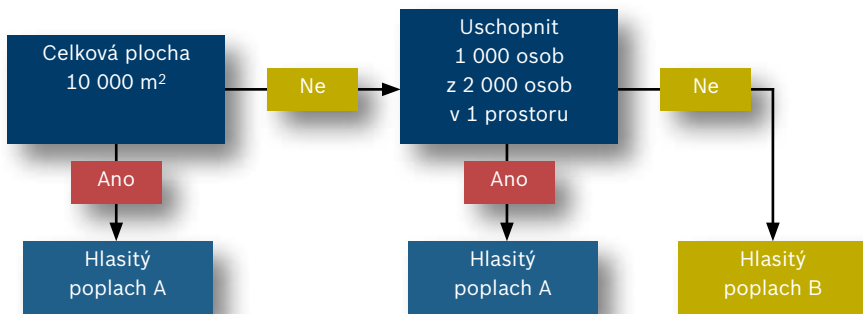 Celková plocha
10 000 m²
Ne
Uschopnit
1 000 osob
z 2 000 osob
v 1 prostoru
Ne
Ano
Ano
Hlasitý
poplach A
Hlasitý
poplach A
Hlasitý
poplach B